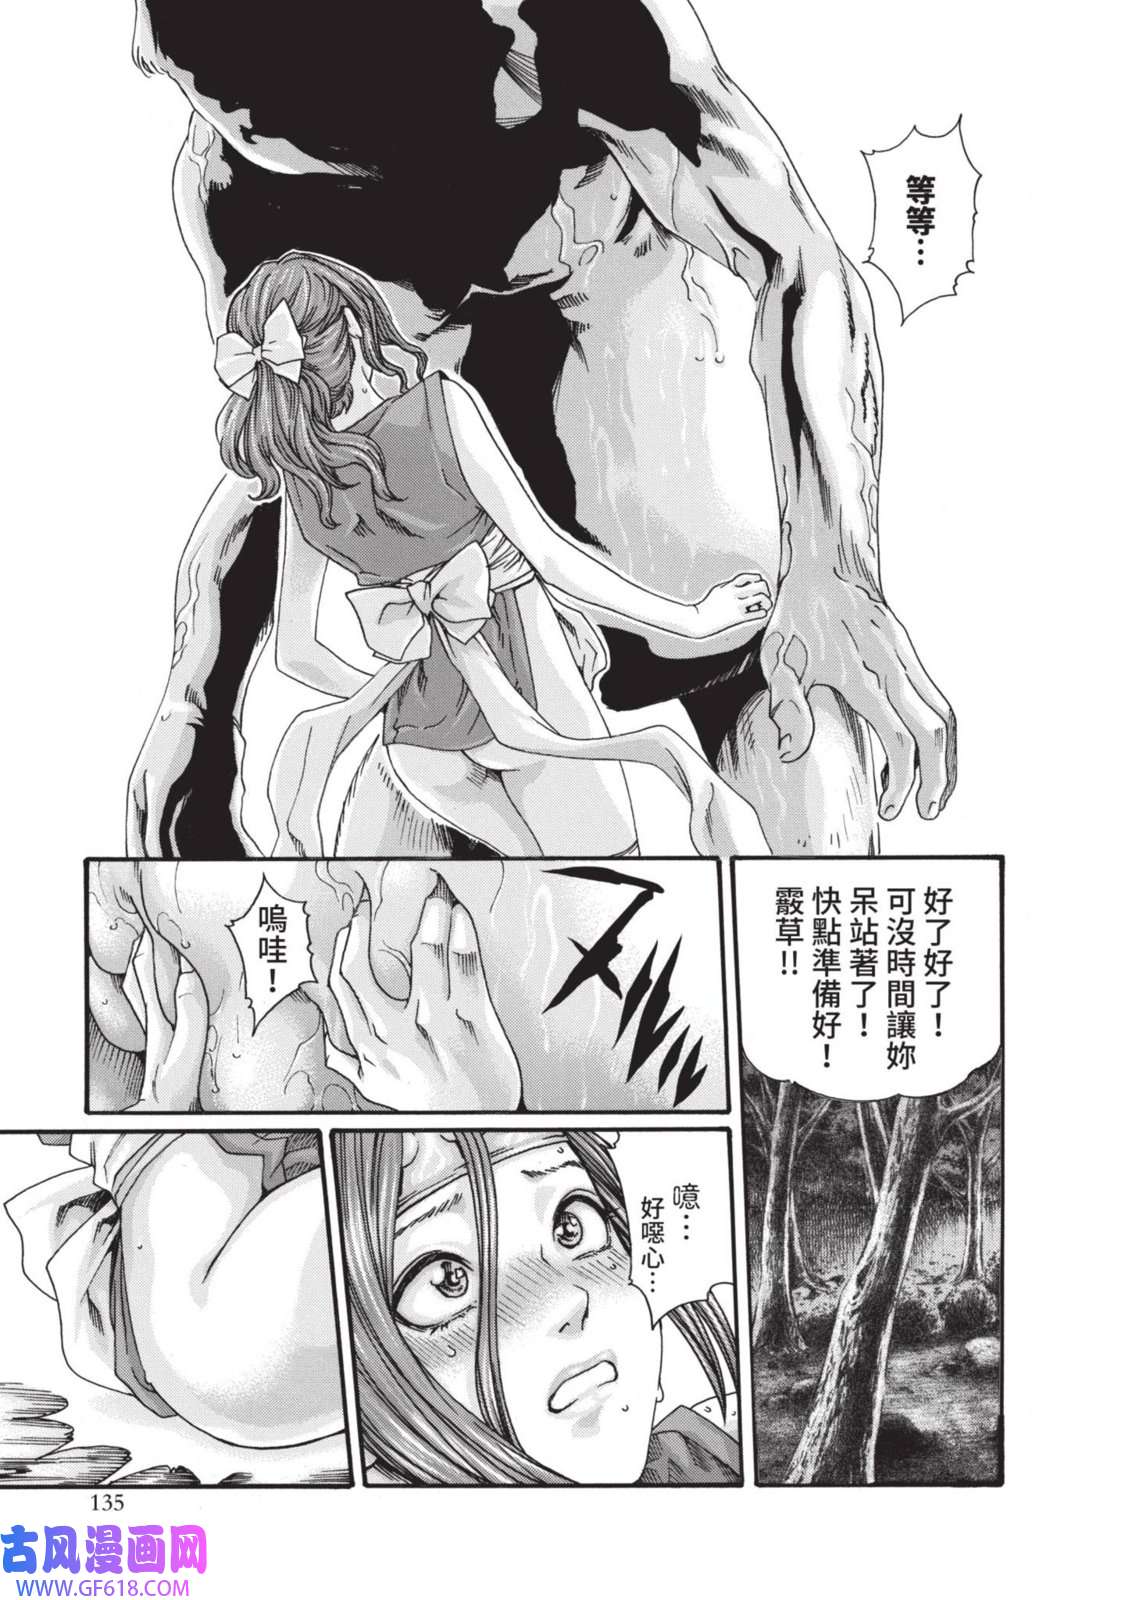 等等…
好了好了！
可沒時間讓妳
呆站著了！
快點準備好！
霰草!!
嗚哇！
噫…
好噁心…
135
古风漫画网
WWW.GF618.COM